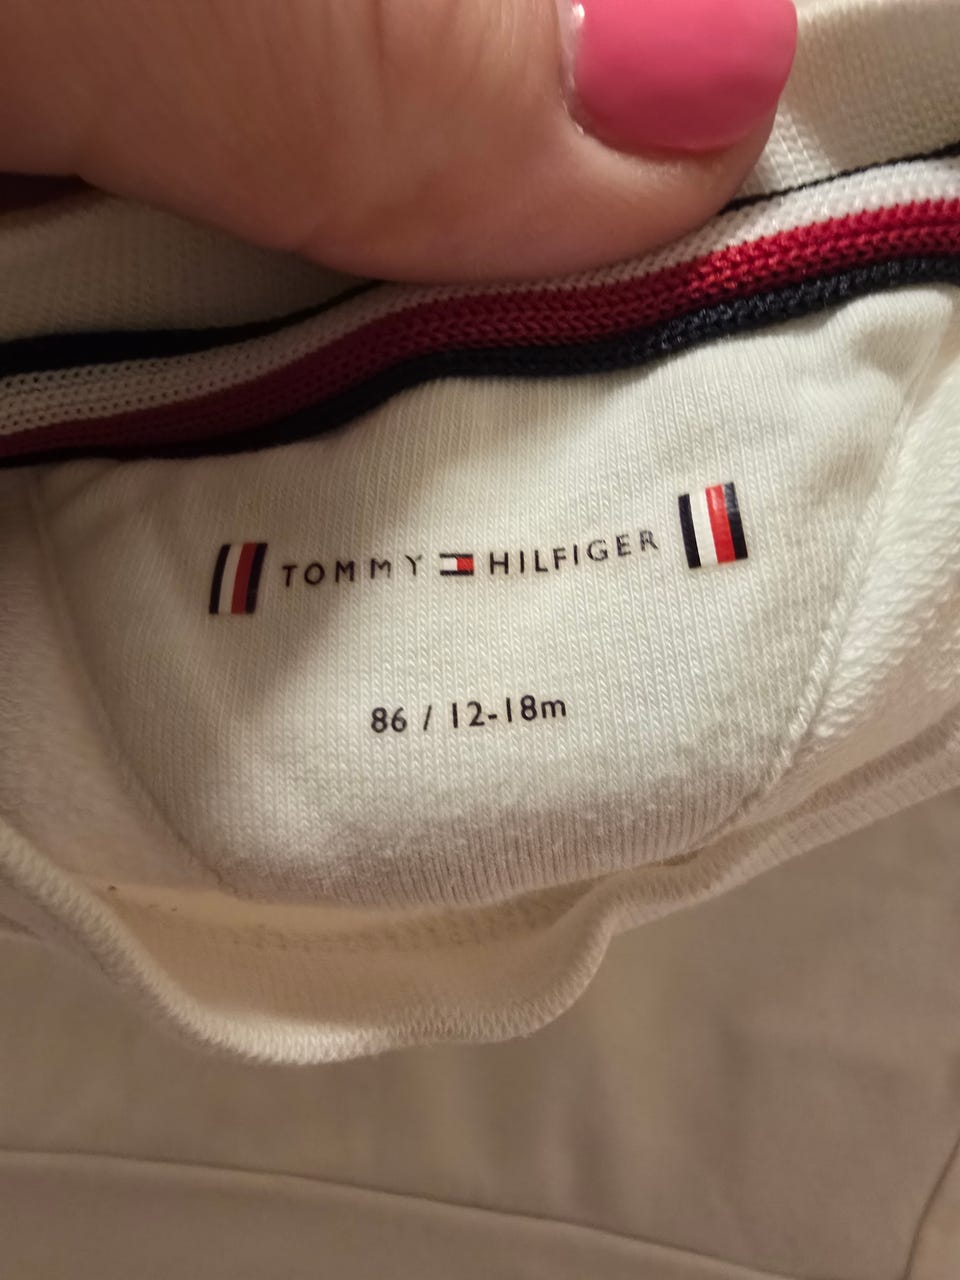 TOMMY HILFIGER
86 / 12-18m